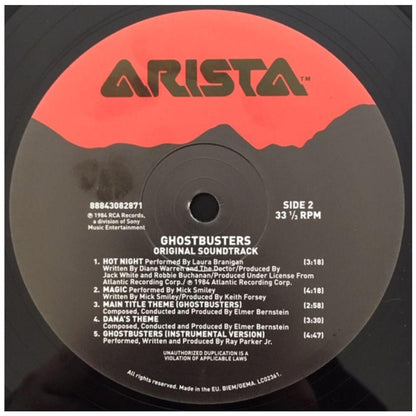 ARISTA™
88843082871
℗ 1984 RCA Records,
a division of Sony
Music Entertainment
SIDE 2
33 ⅓ RPM
GHOSTBUSTERS
ORIGINAL SOUNDTRACK
1. HOT NIGHT Performed By Laura Branigan (3:18)
Written By Diane Warren and The Doctor/Produced By
Jack White and Robbie Buchanan/Produced Under License From
Atlantic Recording Corp./ ℗ 1984 Atlantic Recording Corp.
2. MAGIC Performed By Mick Smiley (4:18)
Written By Mick Smiley/Produced By Keith Forsey
3. MAIN TITLE THEME (GHOSTBUSTERS) (2:58)
Composed, Conducted and Produced By Elmer Bernstein
4. DANA'S THEME (3:30)
Composed, Conducted and Produced By Elmer Bernstein
5. GHOSTBUSTERS (INSTRUMENTAL VERSION) (4:47)
Performed, Written and Produced By Ray Parker Jr.
UNAUTHORIZED DUPLICATION IS A
VIOLATION OF APPLICABLE LAWS
All rights reserved. Made in the EU. BIEM/GEMA. LC02361.